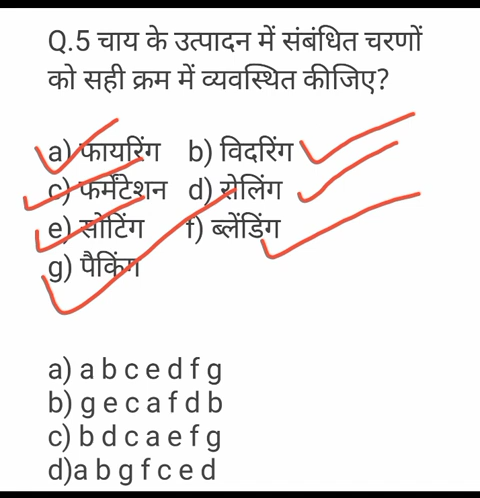 Q.5 चाय के उत्पादन में संबंधित चरणों
को सही क्रम में व्यवस्थित कीजिए?
a) फायरिंग b) विदरिंग
c) फर्मेंटेशन d) रोलिंग
e) सोटिंग f) ब्लेंडिंग
g) पैकिंग
a) a b c e d f g
b) g e c a f d b
c) b d c a e f g
d)a b g f c e d